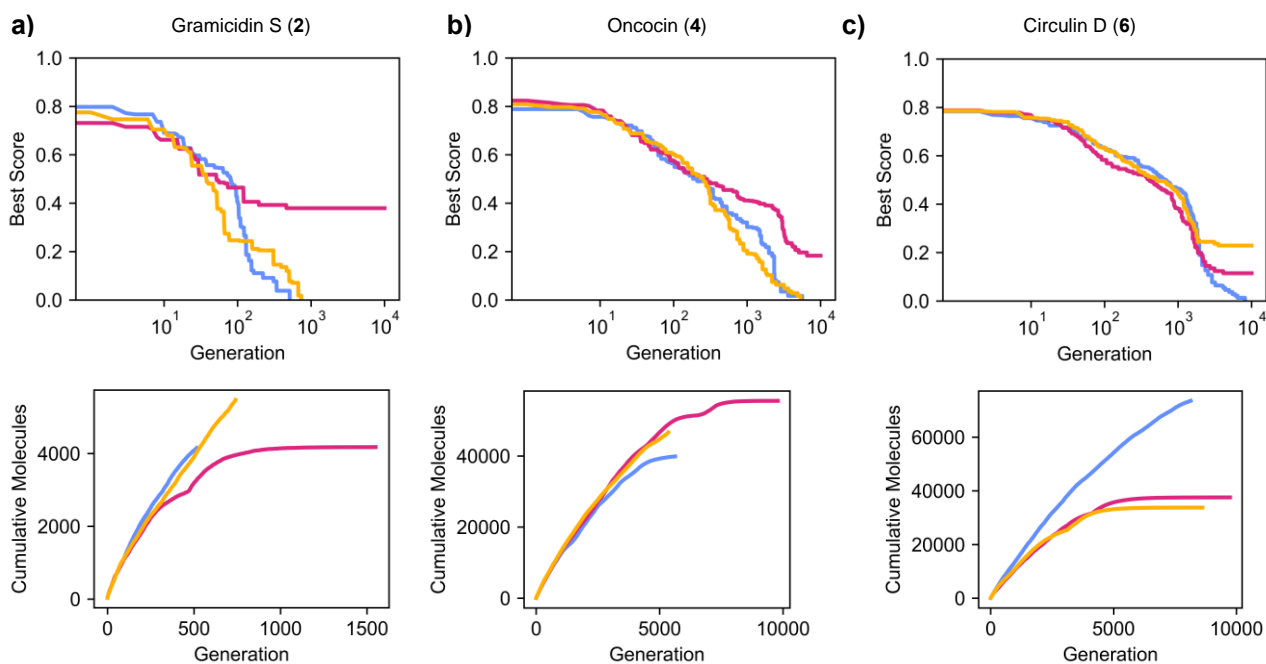 a)
Gramicidin S (2)
b)
Oncocin (4)
c)
Circulin D (6)
Best Score
1.0
0.8
0.6
0.4
0.2
0.0
10^1
10^2
10^3
10^4
Generation
Best Score
1.0
0.8
0.6
0.4
0.2
0.0
10^1
10^2
10^3
10^4
Generation
Best Score
1.0
0.8
0.6
0.4
0.2
0.0
10^1
10^2
10^3
10^4
Generation
Cumulative Molecules
4000
2000
0
0
500
1000
1500
Generation
Cumulative Molecules
40000
20000
0
0
5000
10000
Generation
Cumulative Molecules
60000
40000
20000
0
0
5000
10000
Generation